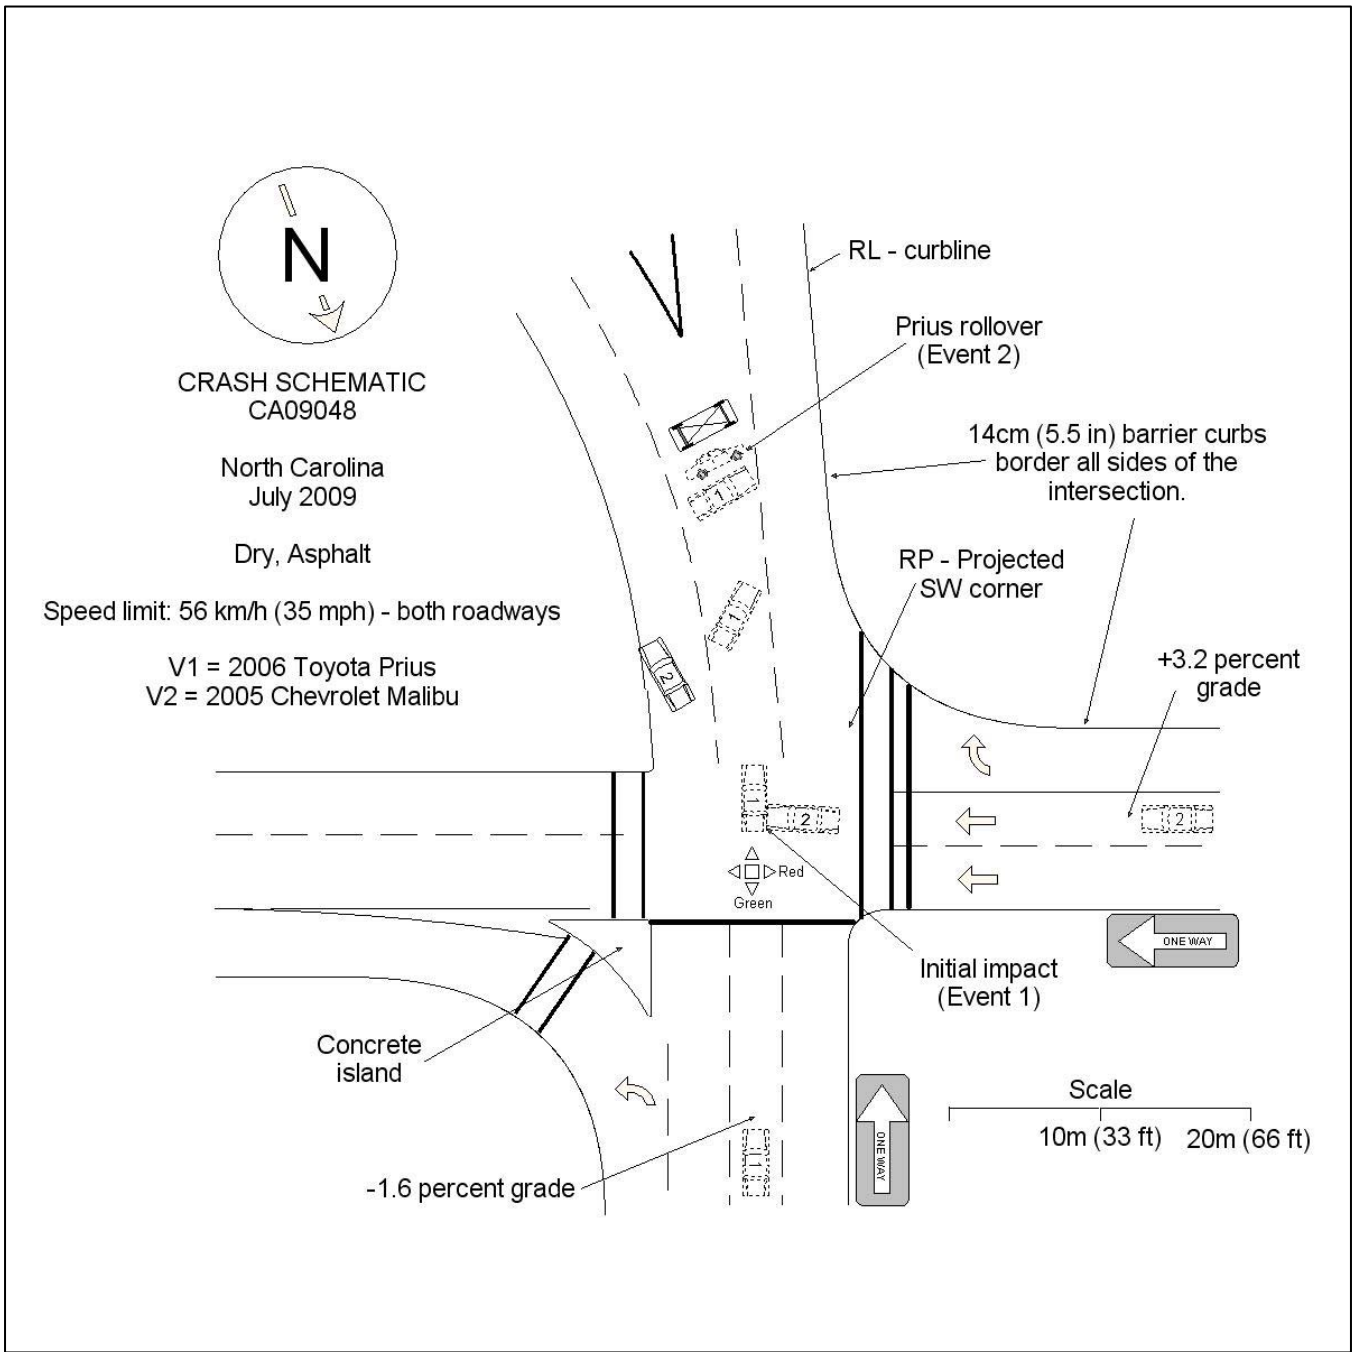 N
CRASH SCHEMATIC
CA09048
North Carolina
July 2009
Dry, Asphalt
Speed limit: 56 km/h (35 mph) - both roadways
V1 = 2006 Toyota Prius
V2 = 2005 Chevrolet Malibu
RL - curbline
Prius rollover
(Event 2)
14cm (5.5 in) barrier curbs
border all sides of the
intersection.
RP - Projected
SW corner
+3.2 percent
grade
1
1
2
1
2
2
Red
Green
ONE WAY
Initial impact
(Event 1)
Concrete
island
Scale
10m (33 ft) 20m (66 ft)
ONE WAY
1
-1.6 percent grade